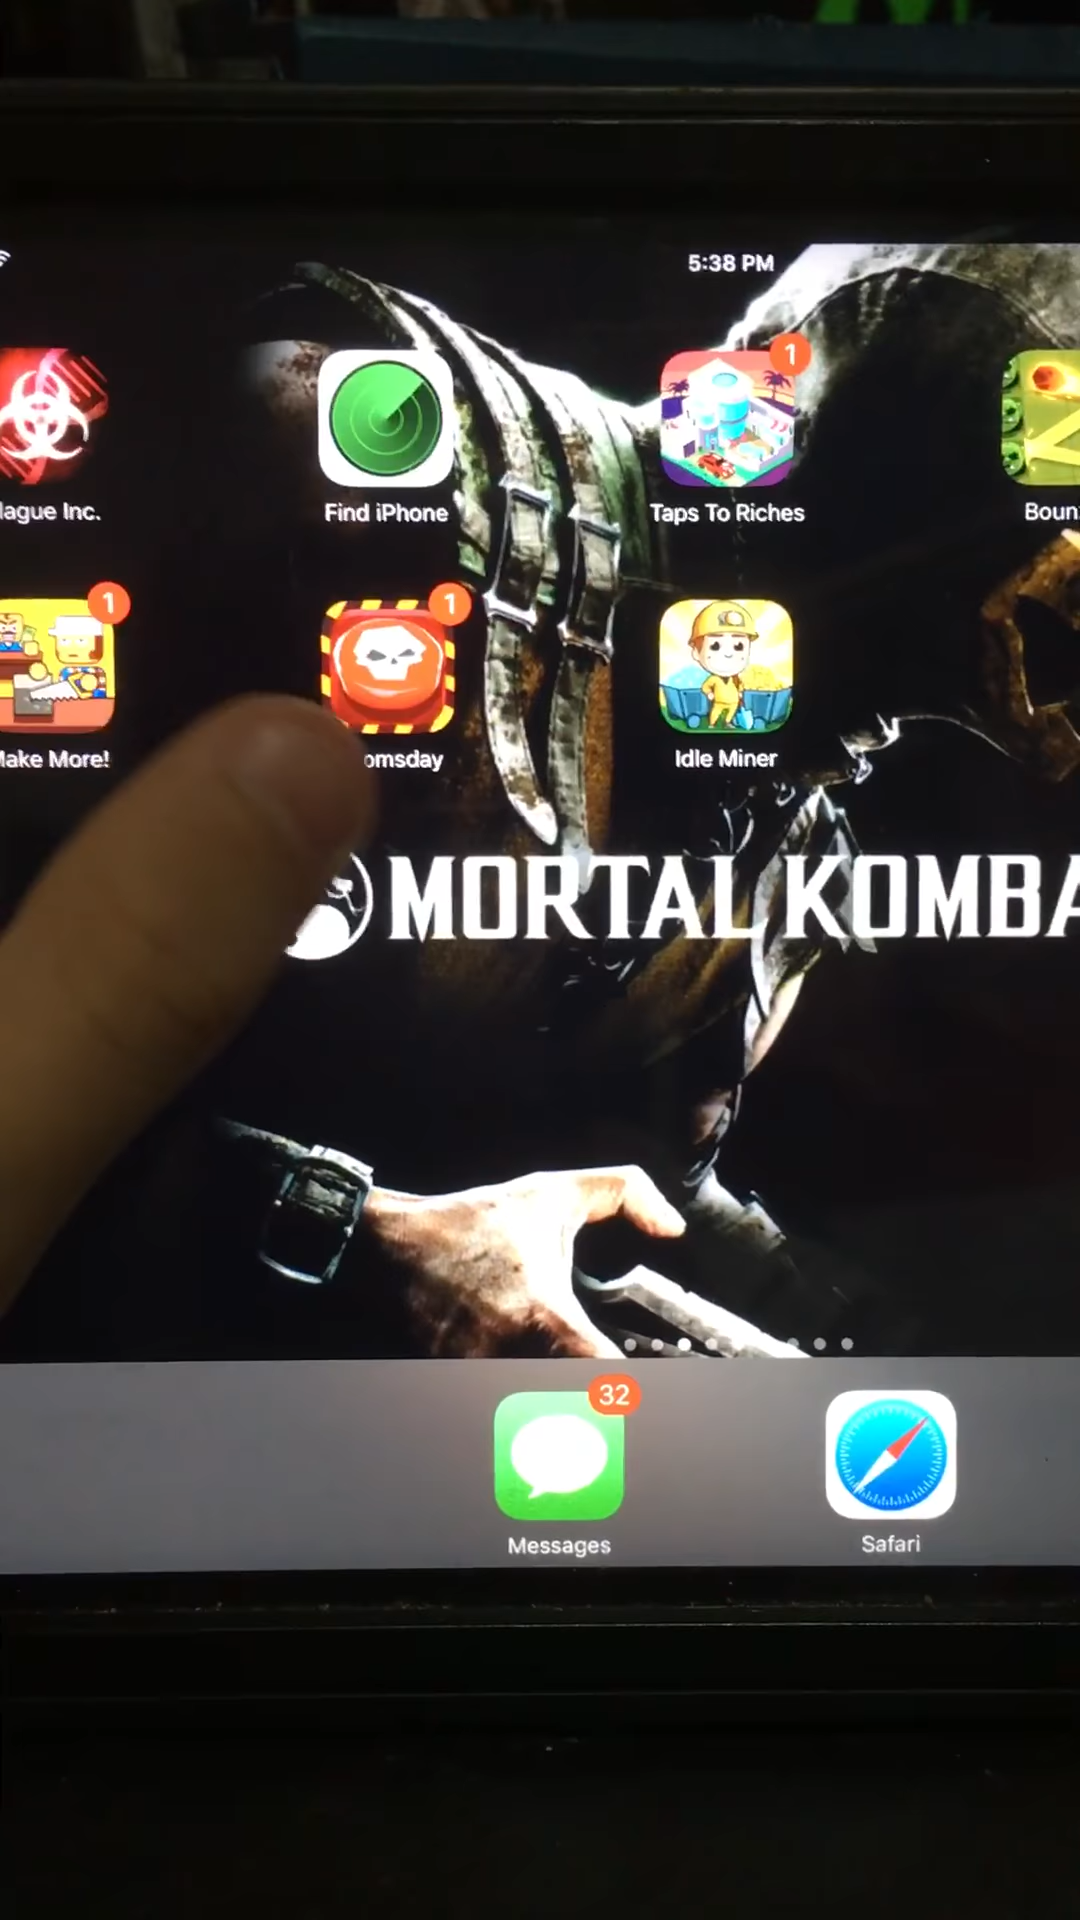 5:38 PM
1
lague Inc.
Find iPhone
Taps To Riches
Boun
1
1
Make More!
omsday
Idle Miner
MORTAL KOMBA
32
Messages
Safari